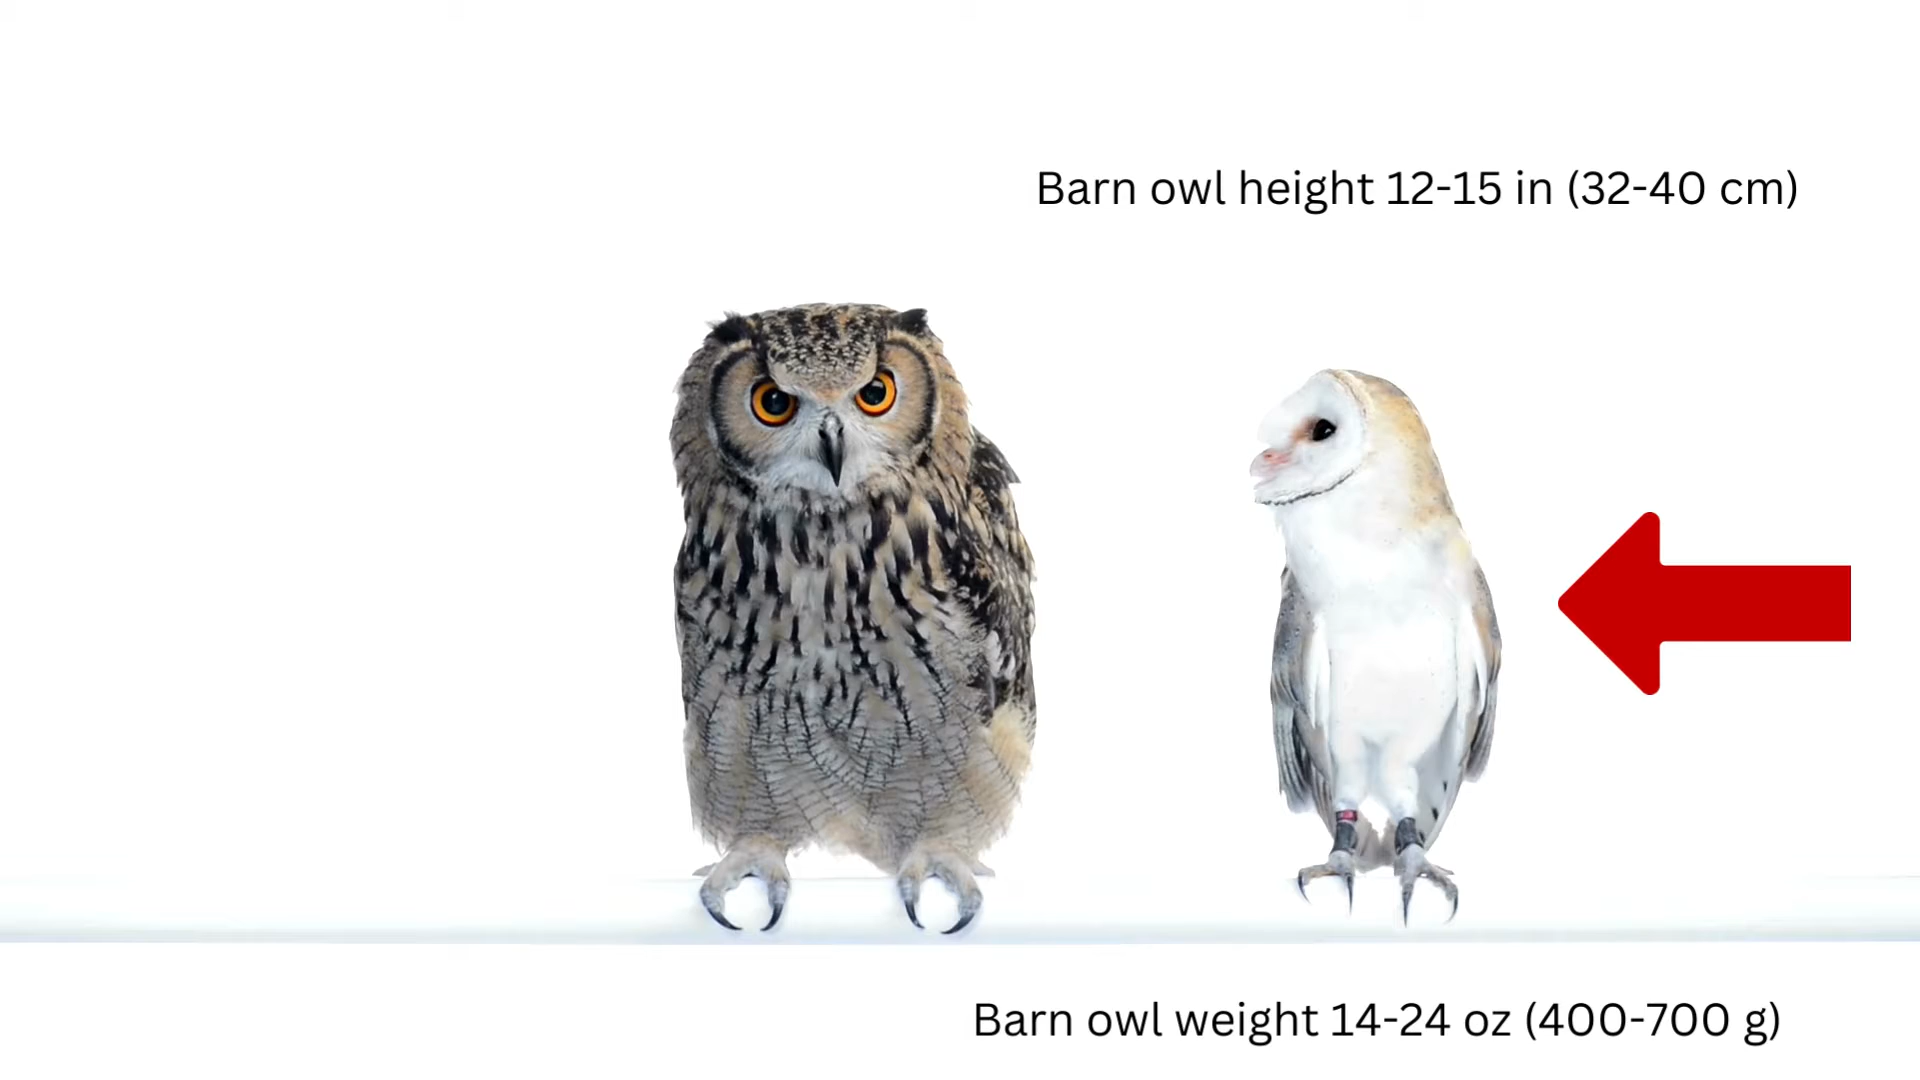 Barn owl height 12-15 in (32-40 cm)
Barn owl weight 14-24 oz (400-700 g)